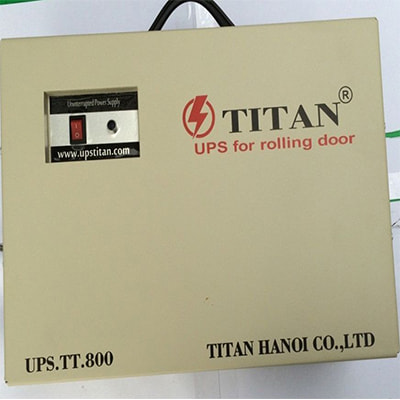 Uninterrupted Power Supply
www.upstitan.com
TITAN®
UPS for rolling door
UPS.TT.800
TITAN HANOI CO.,LTD